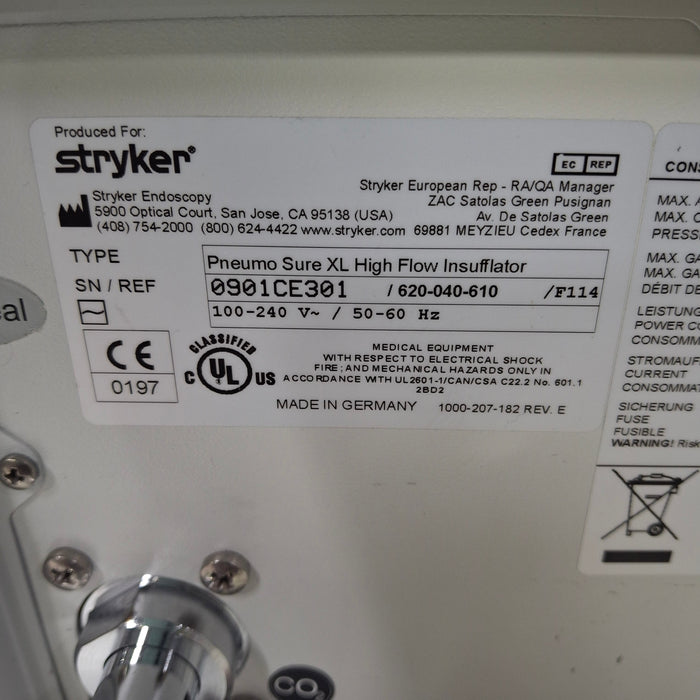 Produced For:
stryker®
EC REP
Stryker Endoscopy
5900 Optical Court, San Jose, CA 95138 (USA)
(408) 754-2000 (800) 624-4422 www.stryker.com
Stryker European Rep - RA/QA Manager
ZAC Satolas Green Pusignan
Av. De Satolas Green
69881 MEYZIEU Cedex France
TYPE Pneumo Sure XL High Flow Insufflator
SN / REF 0901CE301 / 620-040-610 /F114
100-240 V~ / 50-60 Hz
CE
0197
CLASSIFIED
C UL US
MEDICAL EQUIPMENT
WITH RESPECT TO ELECTRICAL SHOCK
FIRE; AND MECHANICAL HAZARDS ONLY IN
ACCORDANCE WITH UL2601-1/CAN/CSA C22.2 No. 601.1
2BD2
MADE IN GERMANY 1000-207-182 REV. E
MAX.
MAX.
MAX. GA
MAX. GA
DÉBIT DE
LEISTUNG
POWER CO
CONSOMM
STROMAUF
CURRENT
CONSOMMAT
SICHERUNG
FUSE
FUSIBLE
WARNING! Risk
CO₂